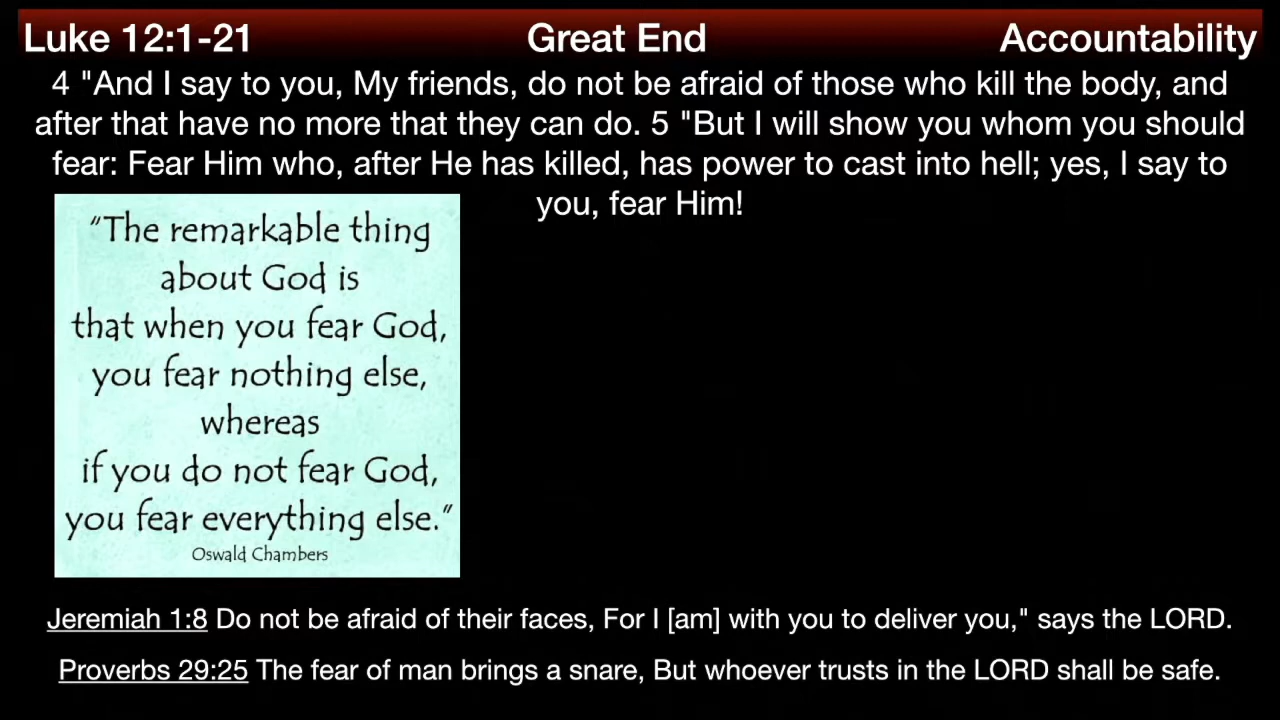 Luke 12:1-21 Great End Accountability
4 "And I say to you, My friends, do not be afraid of those who kill the body, and
after that have no more that they can do. 5 "But I will show you whom you should
fear: Fear Him who, after He has killed, has power to cast into hell; yes, I say to
you, fear Him!
"The remarkable thing
about God is
that when you fear God,
you fear nothing else,
whereas
if you do not fear God,
you fear everything else."
Oswald Chambers
Jeremiah 1:8 Do not be afraid of their faces, For I [am] with you to deliver you," says the LORD.
Proverbs 29:25 The fear of man brings a snare, But whoever trusts in the LORD shall be safe.